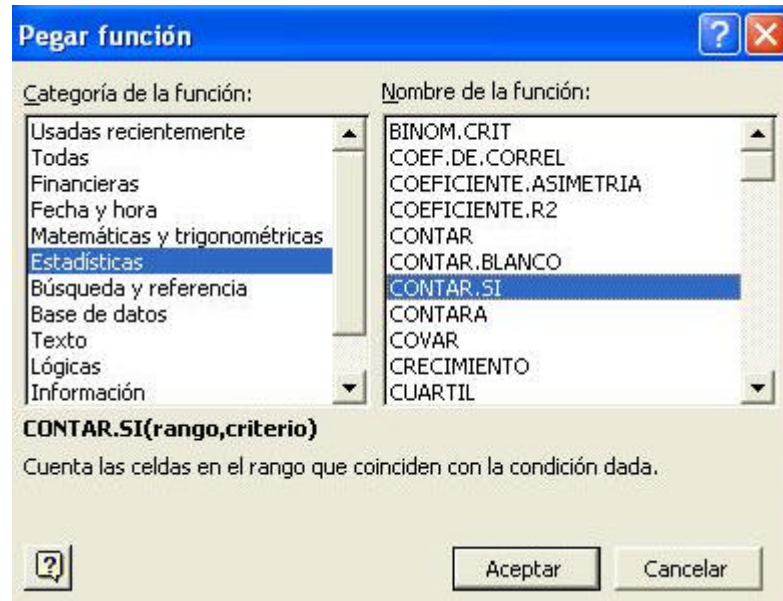 Pegar función
Categoría de la función:
Usadas recientemente
Todas
Financieras
Fecha y hora
Matemáticas y trigonométricas
Estadísticas
Búsqueda y referencia
Base de datos
Texto
Lógicas
Información
Nombre de la función:
BINOM.CRIT
COEF.DE.CORREL
COEFICIENTE.ASIMETRIA
COEFICIENTE.R2
CONTAR
CONTAR.BLANCO
CONTAR.SI
CONTARA
COVAR
CRECIMIENTO
CUARTIL
CONTAR.SI(rango,criterio)
Cuenta las celdas en el rango que coinciden con la condición dada.
Aceptar
Cancelar